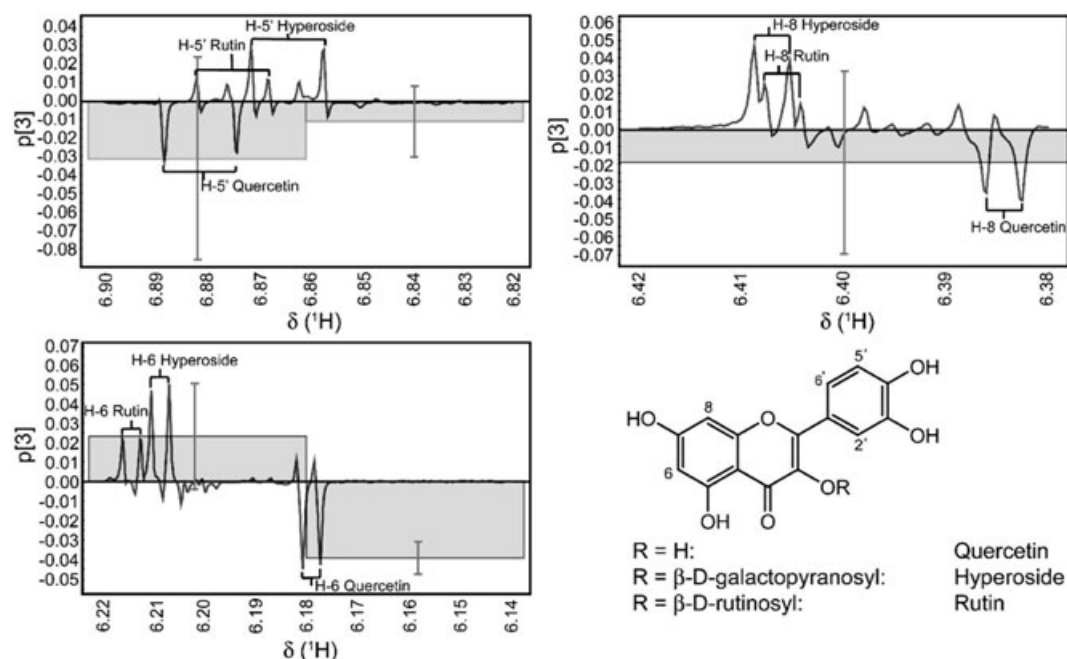 0.04
0.03
0.02
0.01
0.00
-0.01
-0.02
-0.03
-0.04
-0.05
-0.06
-0.07
-0.08
p[3]
H-5' Hyperoside
H-5' Rutin
H-5' Quercetin
6.90
6.89
6.88
6.87
6.86
6.85
6.84
6.83
6.82
δ (¹H)
0.06
0.05
0.04
0.03
0.02
0.01
0.00
-0.01
-0.02
-0.03
-0.04
-0.05
-0.06
-0.07
p[3]
H-8 Hyperoside
H-8 Rutin
H-8 Quercetin
6.42
6.41
6.40
6.39
6.38
δ (¹H)
0.07
0.06
0.05
0.04
0.03
0.02
0.01
0.00
-0.01
-0.02
-0.03
-0.04
-0.05
p[3]
H-6 Hyperoside
H-6 Rutin
H-6 Quercetin
6.22
6.21
6.20
6.19
6.18
6.17
6.16
6.15
6.14
δ (¹H)
5'
OH
6'
8
HO
O
2'
OH
6
OR
OH
O
R = H: Quercetin
R = β-D-galactopyranosyl: Hyperoside
R = β-D-rutinosyl: Rutin